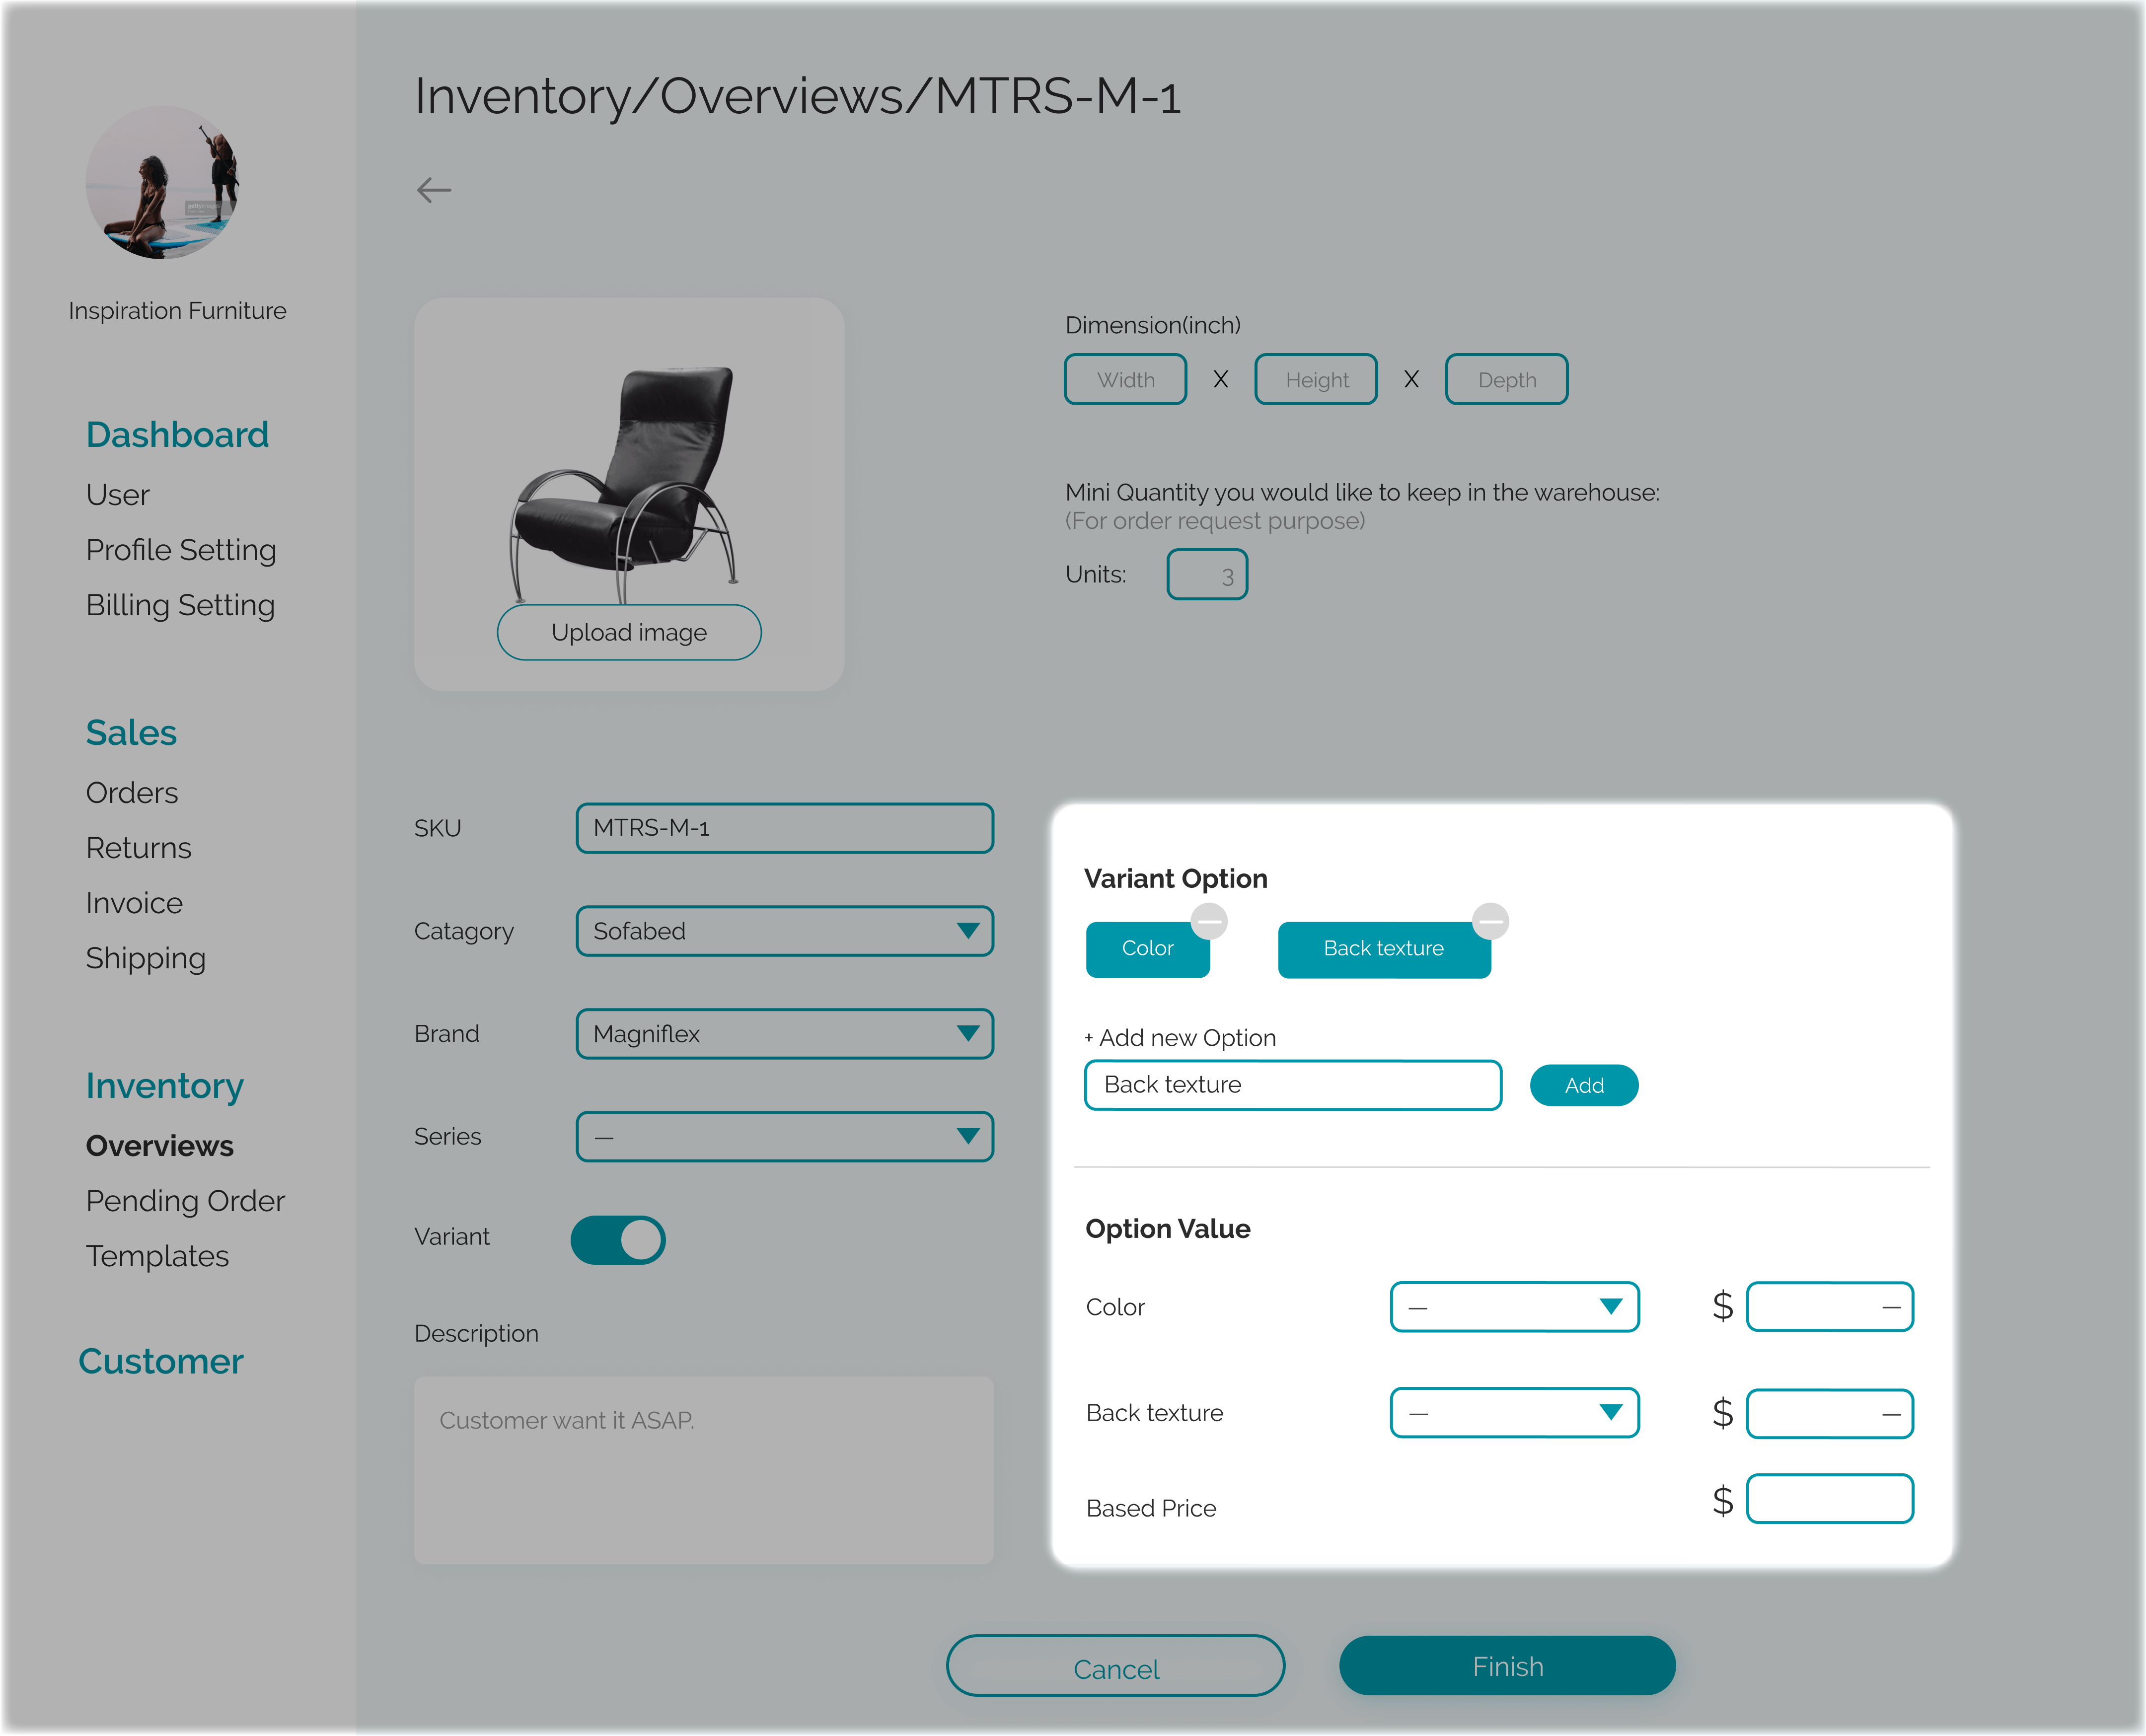 Inventory/Overviews/MTRS-M-1
Inspiration Furniture
Dashboard
User
Profile Setting
Billing Setting
Sales
Orders
Returns
Invoice
Shipping
Inventory
Overviews
Pending Order
Templates
Customer
Upload image
Dimension(inch)
Width X Height X Depth
Mini Quantity you would like to keep in the warehouse:
(For order request purpose)
Units: 3
SKU MTRS-M-1
Catagory Sofabed
Brand Magniflex
Series —
Variant
Description
Customer want it ASAP.
Variant Option
Color Back texture
+ Add new Option
Back texture Add
Option Value
Color — $ —
Back texture — $ —
Based Price $
Cancel Finish